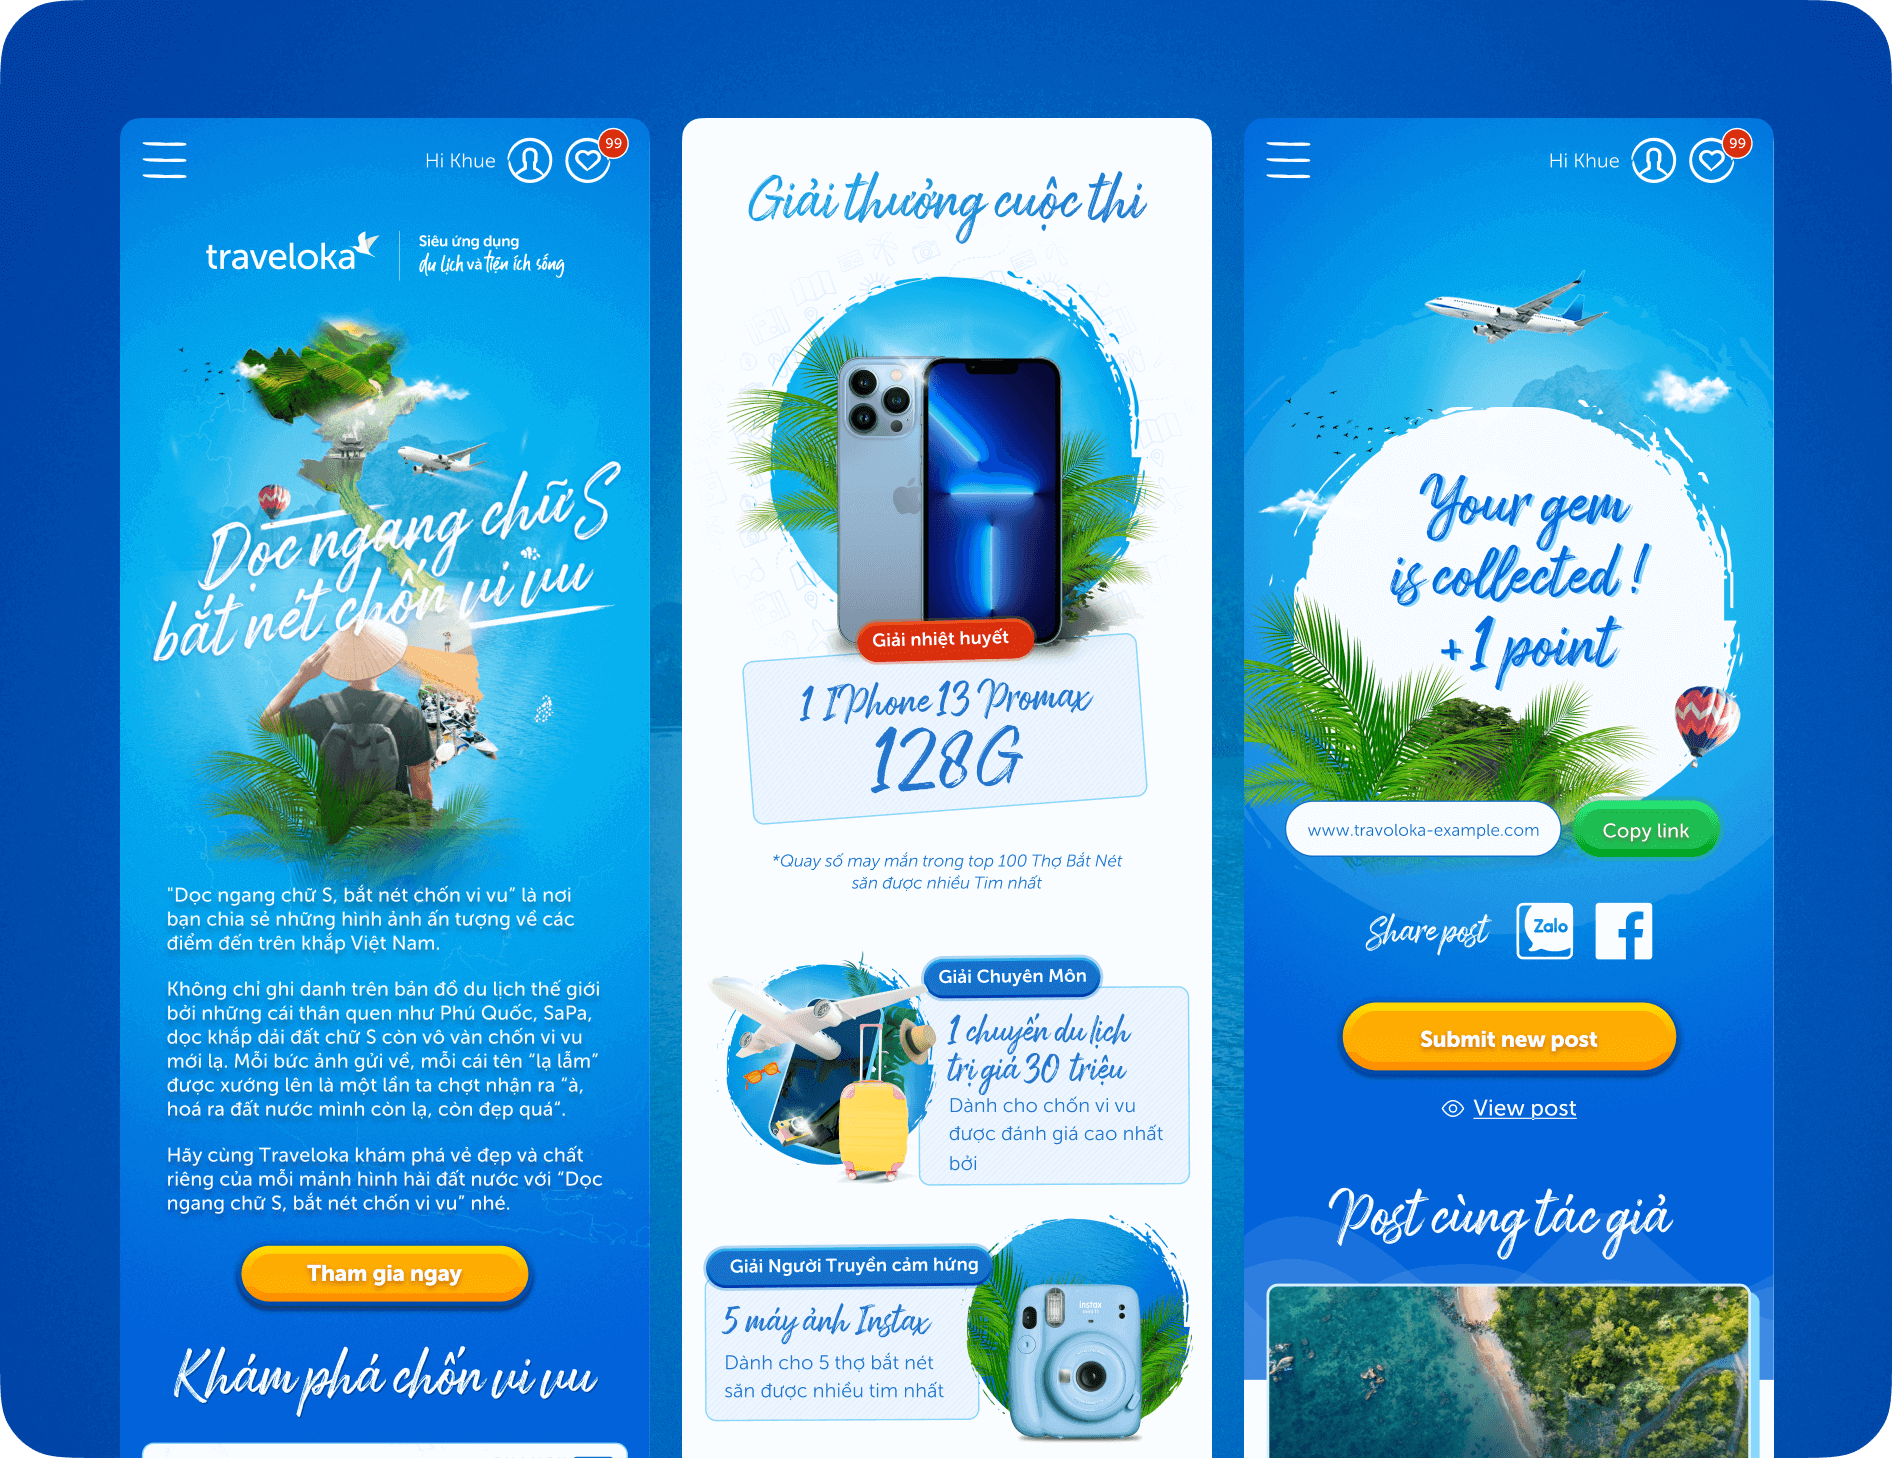 Hi Khue
99
traveloka
Siêu ứng dụng
du lịch và tiện ích sống
Dọc ngang chữ S
bắt nét chốn vi vu
"Dọc ngang chữ S, bắt nét chốn vi vu” là nơi
bạn chia sẻ những hình ảnh ấn tượng về các
điểm đến trên khắp Việt Nam.
Không chỉ ghi danh trên bản đồ du lịch thế giới
bởi những cái thân quen như Phú Quốc, SaPa,
dọc khắp dải đất chữ S còn vô vàn chốn vi vu
mới lạ. Mỗi bức ảnh gửi về, mỗi cái tên “lạ lẫm”
được xướng lên là một lần ta chợt nhận ra “à,
hoá ra đất nước mình còn lạ, còn đẹp quá“.
Hãy cùng Traveloka khám phá vẻ đẹp và chất
riêng của mỗi mảnh hình hài đất nước với “Dọc
ngang chữ S, bắt nét chốn vi vu” nhé.
Tham gia ngay
Khám phá chốn vi vu
Giải thưởng cuộc thi
Giải nhiệt huyết
1 IPhone 13 Promax
128G
*Quay số may mắn trong top 100 Thợ Bắt Nét
săn được nhiều Tim nhất
Giải Chuyên Môn
1 chuyến du lịch
trị giá 30 triệu
Dành cho chốn vi vu
được đánh giá cao nhất
bởi
Giải Người Truyền cảm hứng
5 máy ảnh Instax
Dành cho 5 thợ bắt nét
săn được nhiều tim nhất
instax
mini 11
Hi Khue
99
Your gem
is collected !
+1 point
www.travoloka-example.com
Copy link
Share post
Zalo
Submit new post
View post
Post cùng tác giả